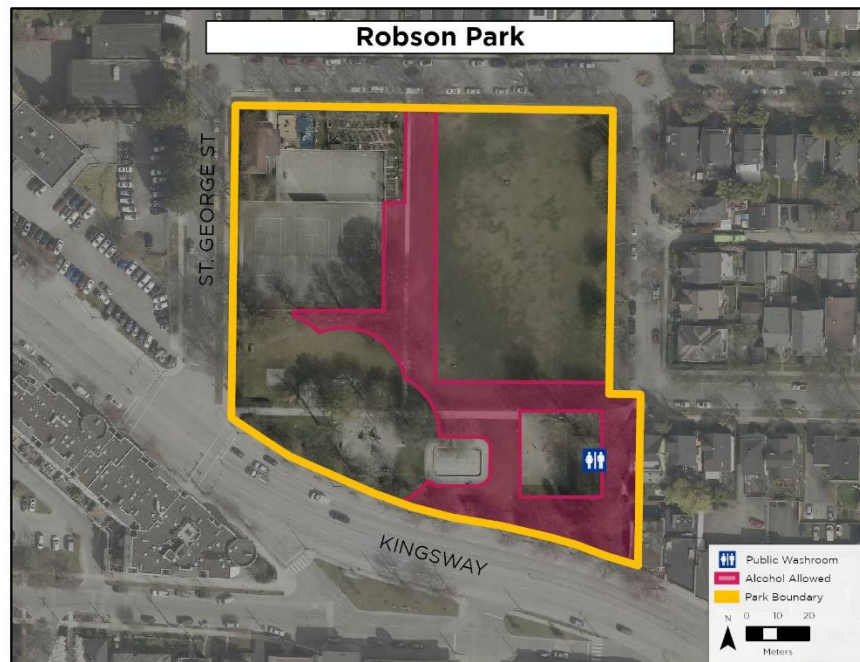 Robson Park
ST. GEORGE ST
KINGSWAY
Public Washroom
Alcohol Allowed
Park Boundary
N
0 10 20
Meters